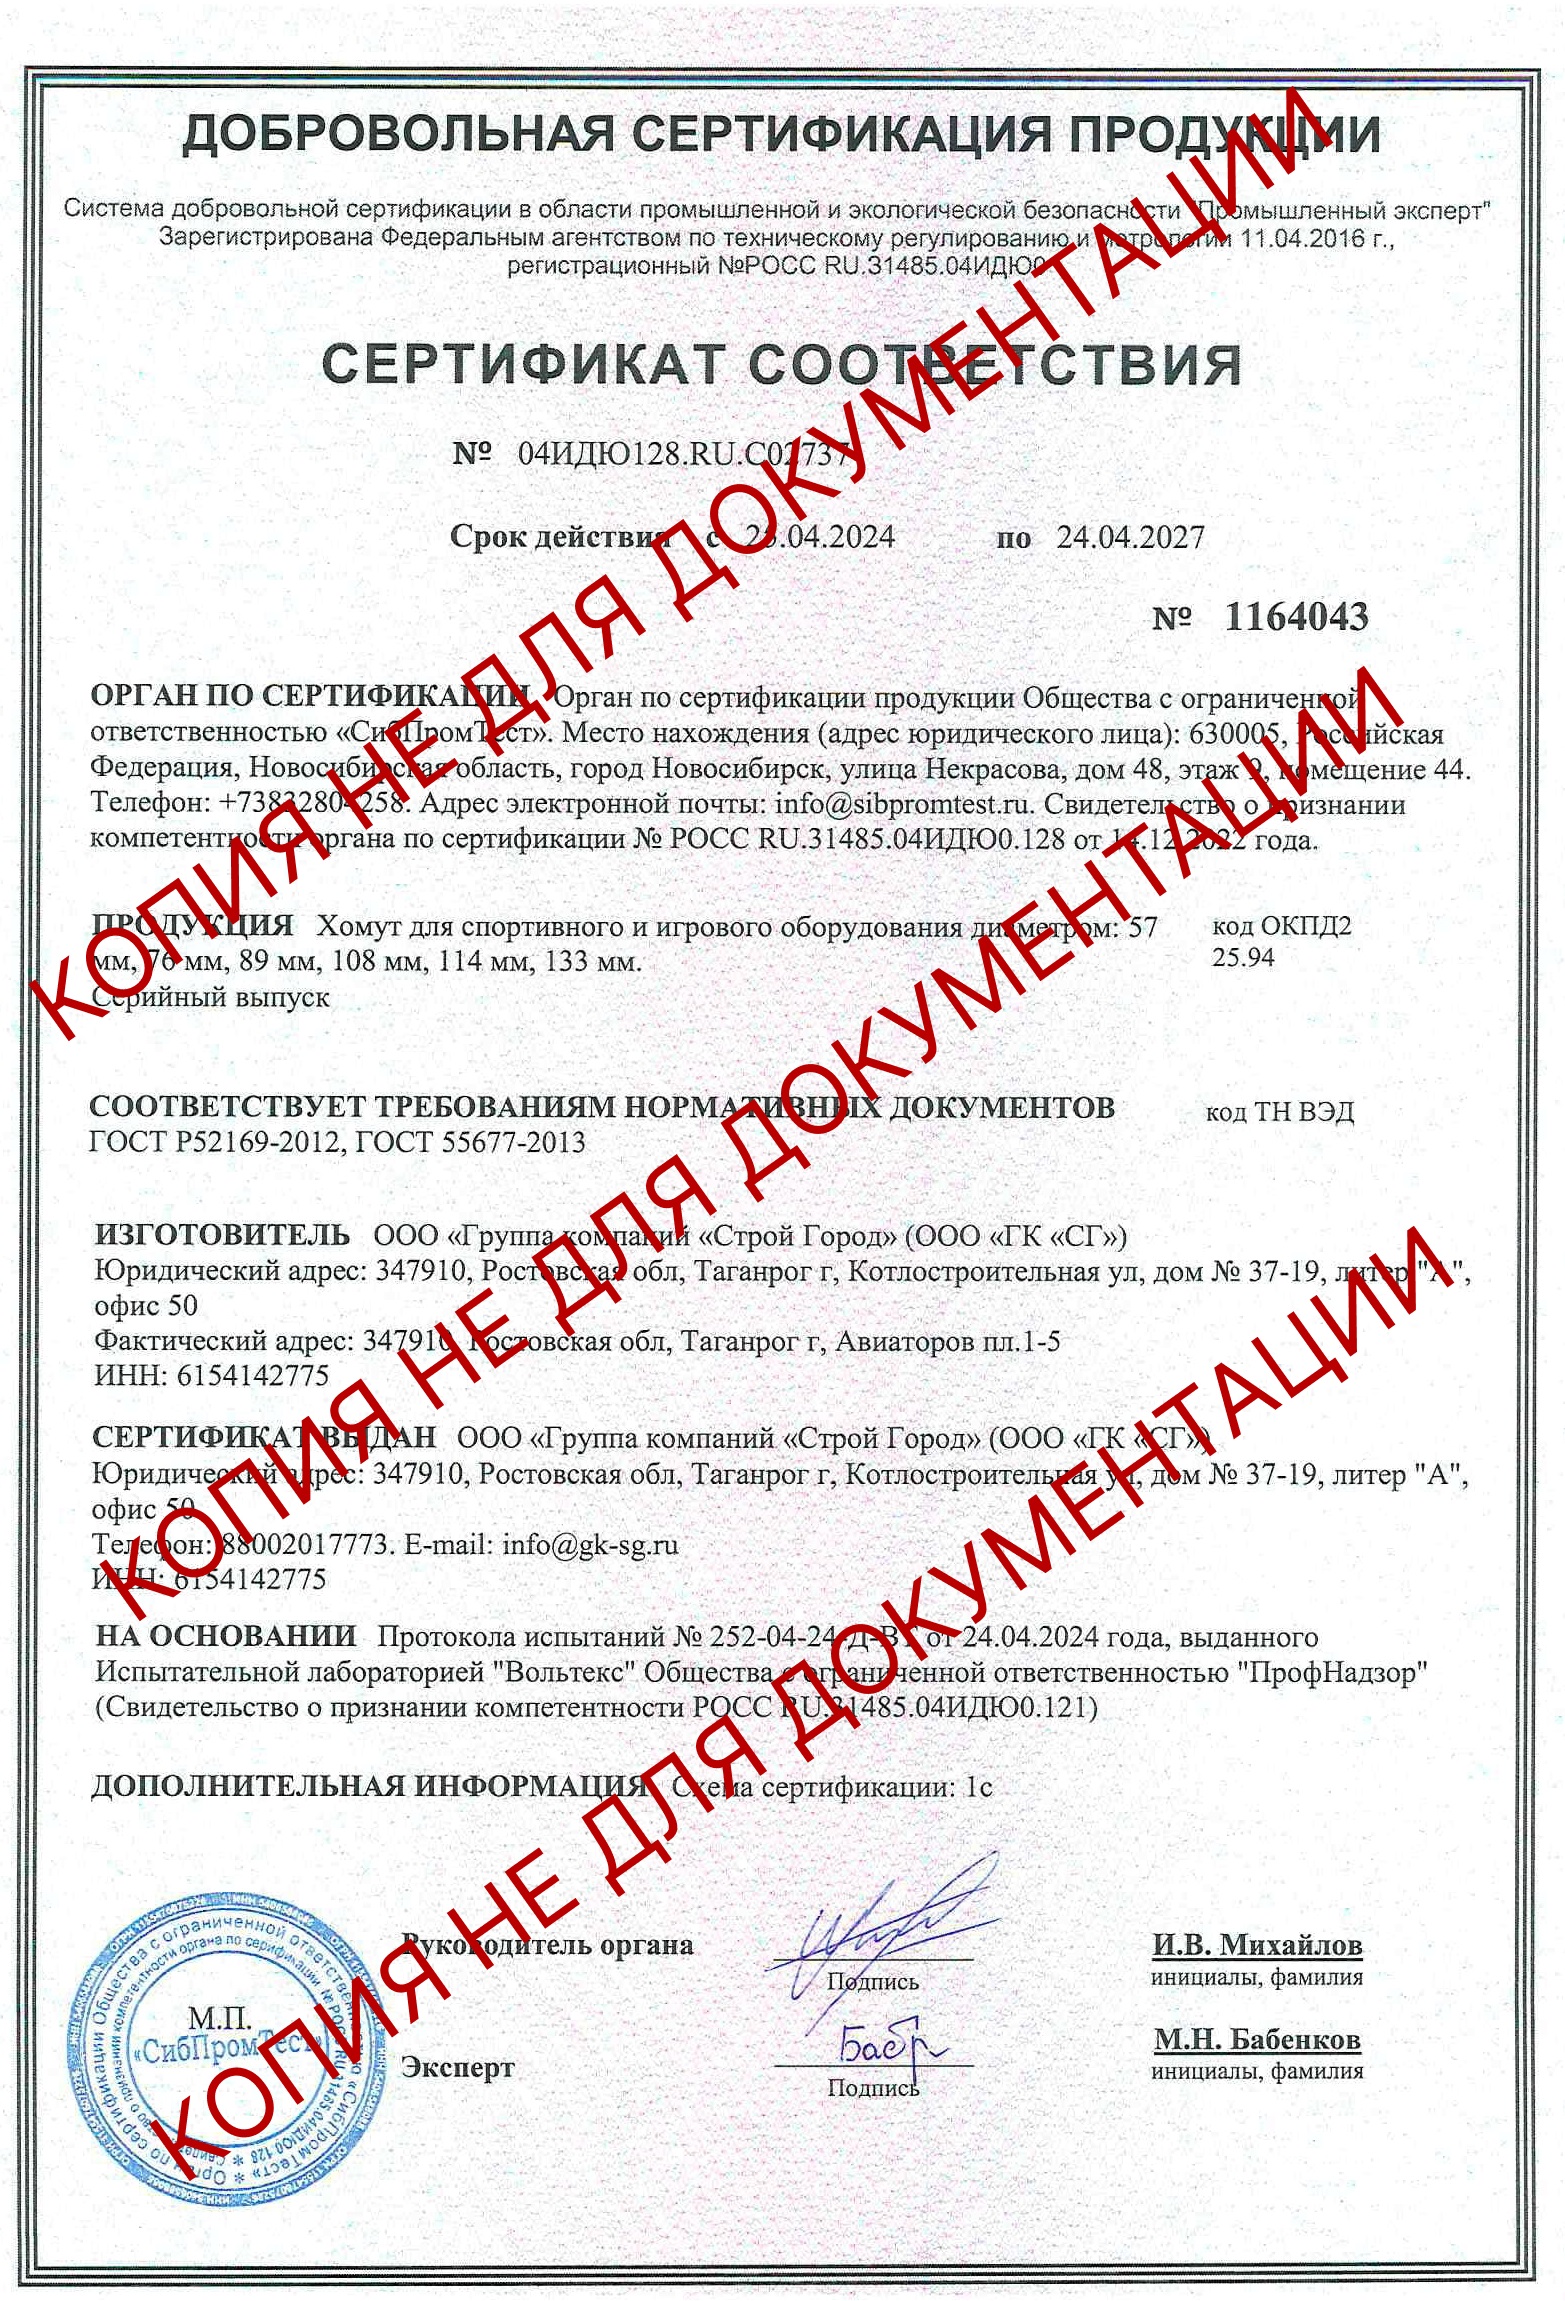 ДОБРОВОЛЬНАЯ СЕРТИФИКАЦИЯ ПРОДУКЦИИ
Система добровольной сертификации в области промышленной и экологической безопасности "Промышленный эксперт"
Зарегистрирована Федеральным агентством по техническому регулированию и метрологии 11.04.2016 г.,
регистрационный №РОСС RU.31485.04ИДЮ0
СЕРТИФИКАТ СООТВЕТСТВИЯ
№ 04ИДЮ128.RU.С02737
Срок действия с 25.04.2024 по 24.04.2027
№ 1164043
ОРГАН ПО СЕРТИФИКАЦИИ Орган по сертификации продукции Общества с ограниченной
ответственностью «СибПромТест». Место нахождения (адрес юридического лица): 630005, Российская
Федерация, Новосибирская область, город Новосибирск, улица Некрасова, дом 48, этаж 9, помещение 44.
Телефон: +73832804258. Адрес электронной почты: info@sibpromtest.ru. Свидетельство о признании
компетентности органа по сертификации № РОСС RU.31485.04ИДЮ0.128 от 14.12.2022 года.
ПРОДУКЦИЯ Хомут для спортивного и игрового оборудования диаметром: 57
мм, 76 мм, 89 мм, 108 мм, 114 мм, 133 мм.
Серийный выпуск
код ОКПД2
25.94
СООТВЕТСТВУЕТ ТРЕБОВАНИЯМ НОРМАТИВНЫХ ДОКУМЕНТОВ
ГОСТ Р52169-2012, ГОСТ 55677-2013
код ТН ВЭД
ИЗГОТОВИТЕЛЬ ООО «Группа компаний «Строй Город» (ООО «ГК «СГ»)
Юридический адрес: 347910, Ростовская обл, Таганрог г, Котлостроительная ул, дом № 37-19, литер "А",
офис 50
Фактический адрес: 347910, Ростовская обл, Таганрог г, Авиаторов пл.1-5
ИНН: 6154142775
СЕРТИФИКАТ ВЫДАН ООО «Группа компаний «Строй Город» (ООО «ГК «СГ»)
Юридический адрес: 347910, Ростовская обл, Таганрог г, Котлостроительная ул, дом № 37-19, литер "А",
офис 50
Телефон: 88002017773. E-mail: info@gk-sg.ru
ИНН: 6154142775
НА ОСНОВАНИИ Протокола испытаний № 252-04-24-Д-ВТ от 24.04.2024 года, выданного
Испытательной лабораторией "Вольтекс" Общества с ограниченной ответственностью "ПрофНадзор"
(Свидетельство о признании компетентности РОСС RU.31485.04ИДЮ0.121)
ДОПОЛНИТЕЛЬНАЯ ИНФОРМАЦИЯ Схема сертификации: 1с
Руководитель органа
Подпись
И.В. Михайлов
инициалы, фамилия
М.П.
«СибПромТест»
Эксперт
Подпись
М.Н. Бабенков
инициалы, фамилия
КОПИЯ НЕ ДЛЯ ДОКУМЕНТАЦИИ
КОПИЯ НЕ ДЛЯ ДОКУМЕНТАЦИИ
КОПИЯ НЕ ДЛЯ ДОКУМЕНТАЦИИ